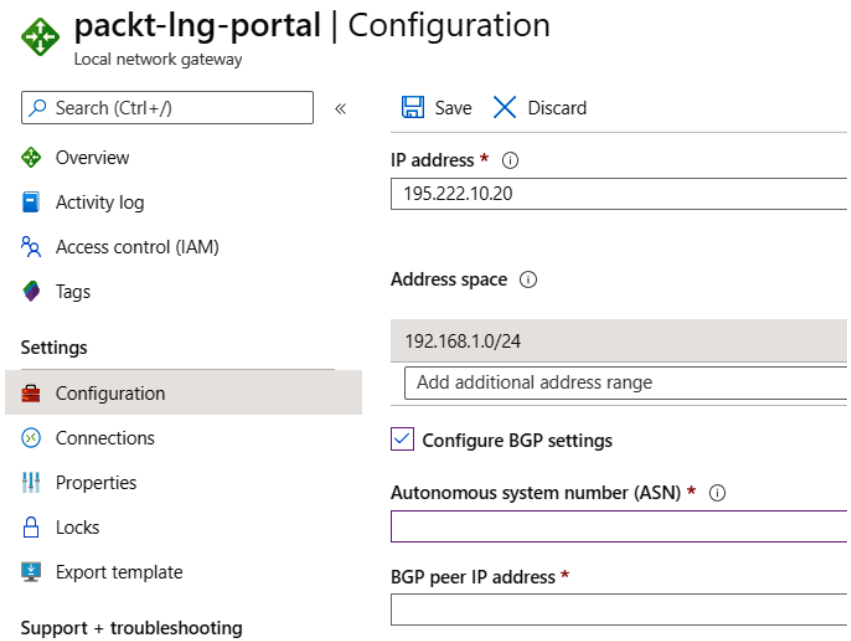 packt-lng-portal | Configuration
Local network gateway
Search (Ctrl+/)
«
Overview
Activity log
Access control (IAM)
Tags
Settings
Configuration
Connections
Properties
Locks
Export template
Support + troubleshooting
Save
Discard
IP address *
195.222.10.20
Address space
192.168.1.0/24
Add additional address range
Configure BGP settings
Autonomous system number (ASN) *
BGP peer IP address *